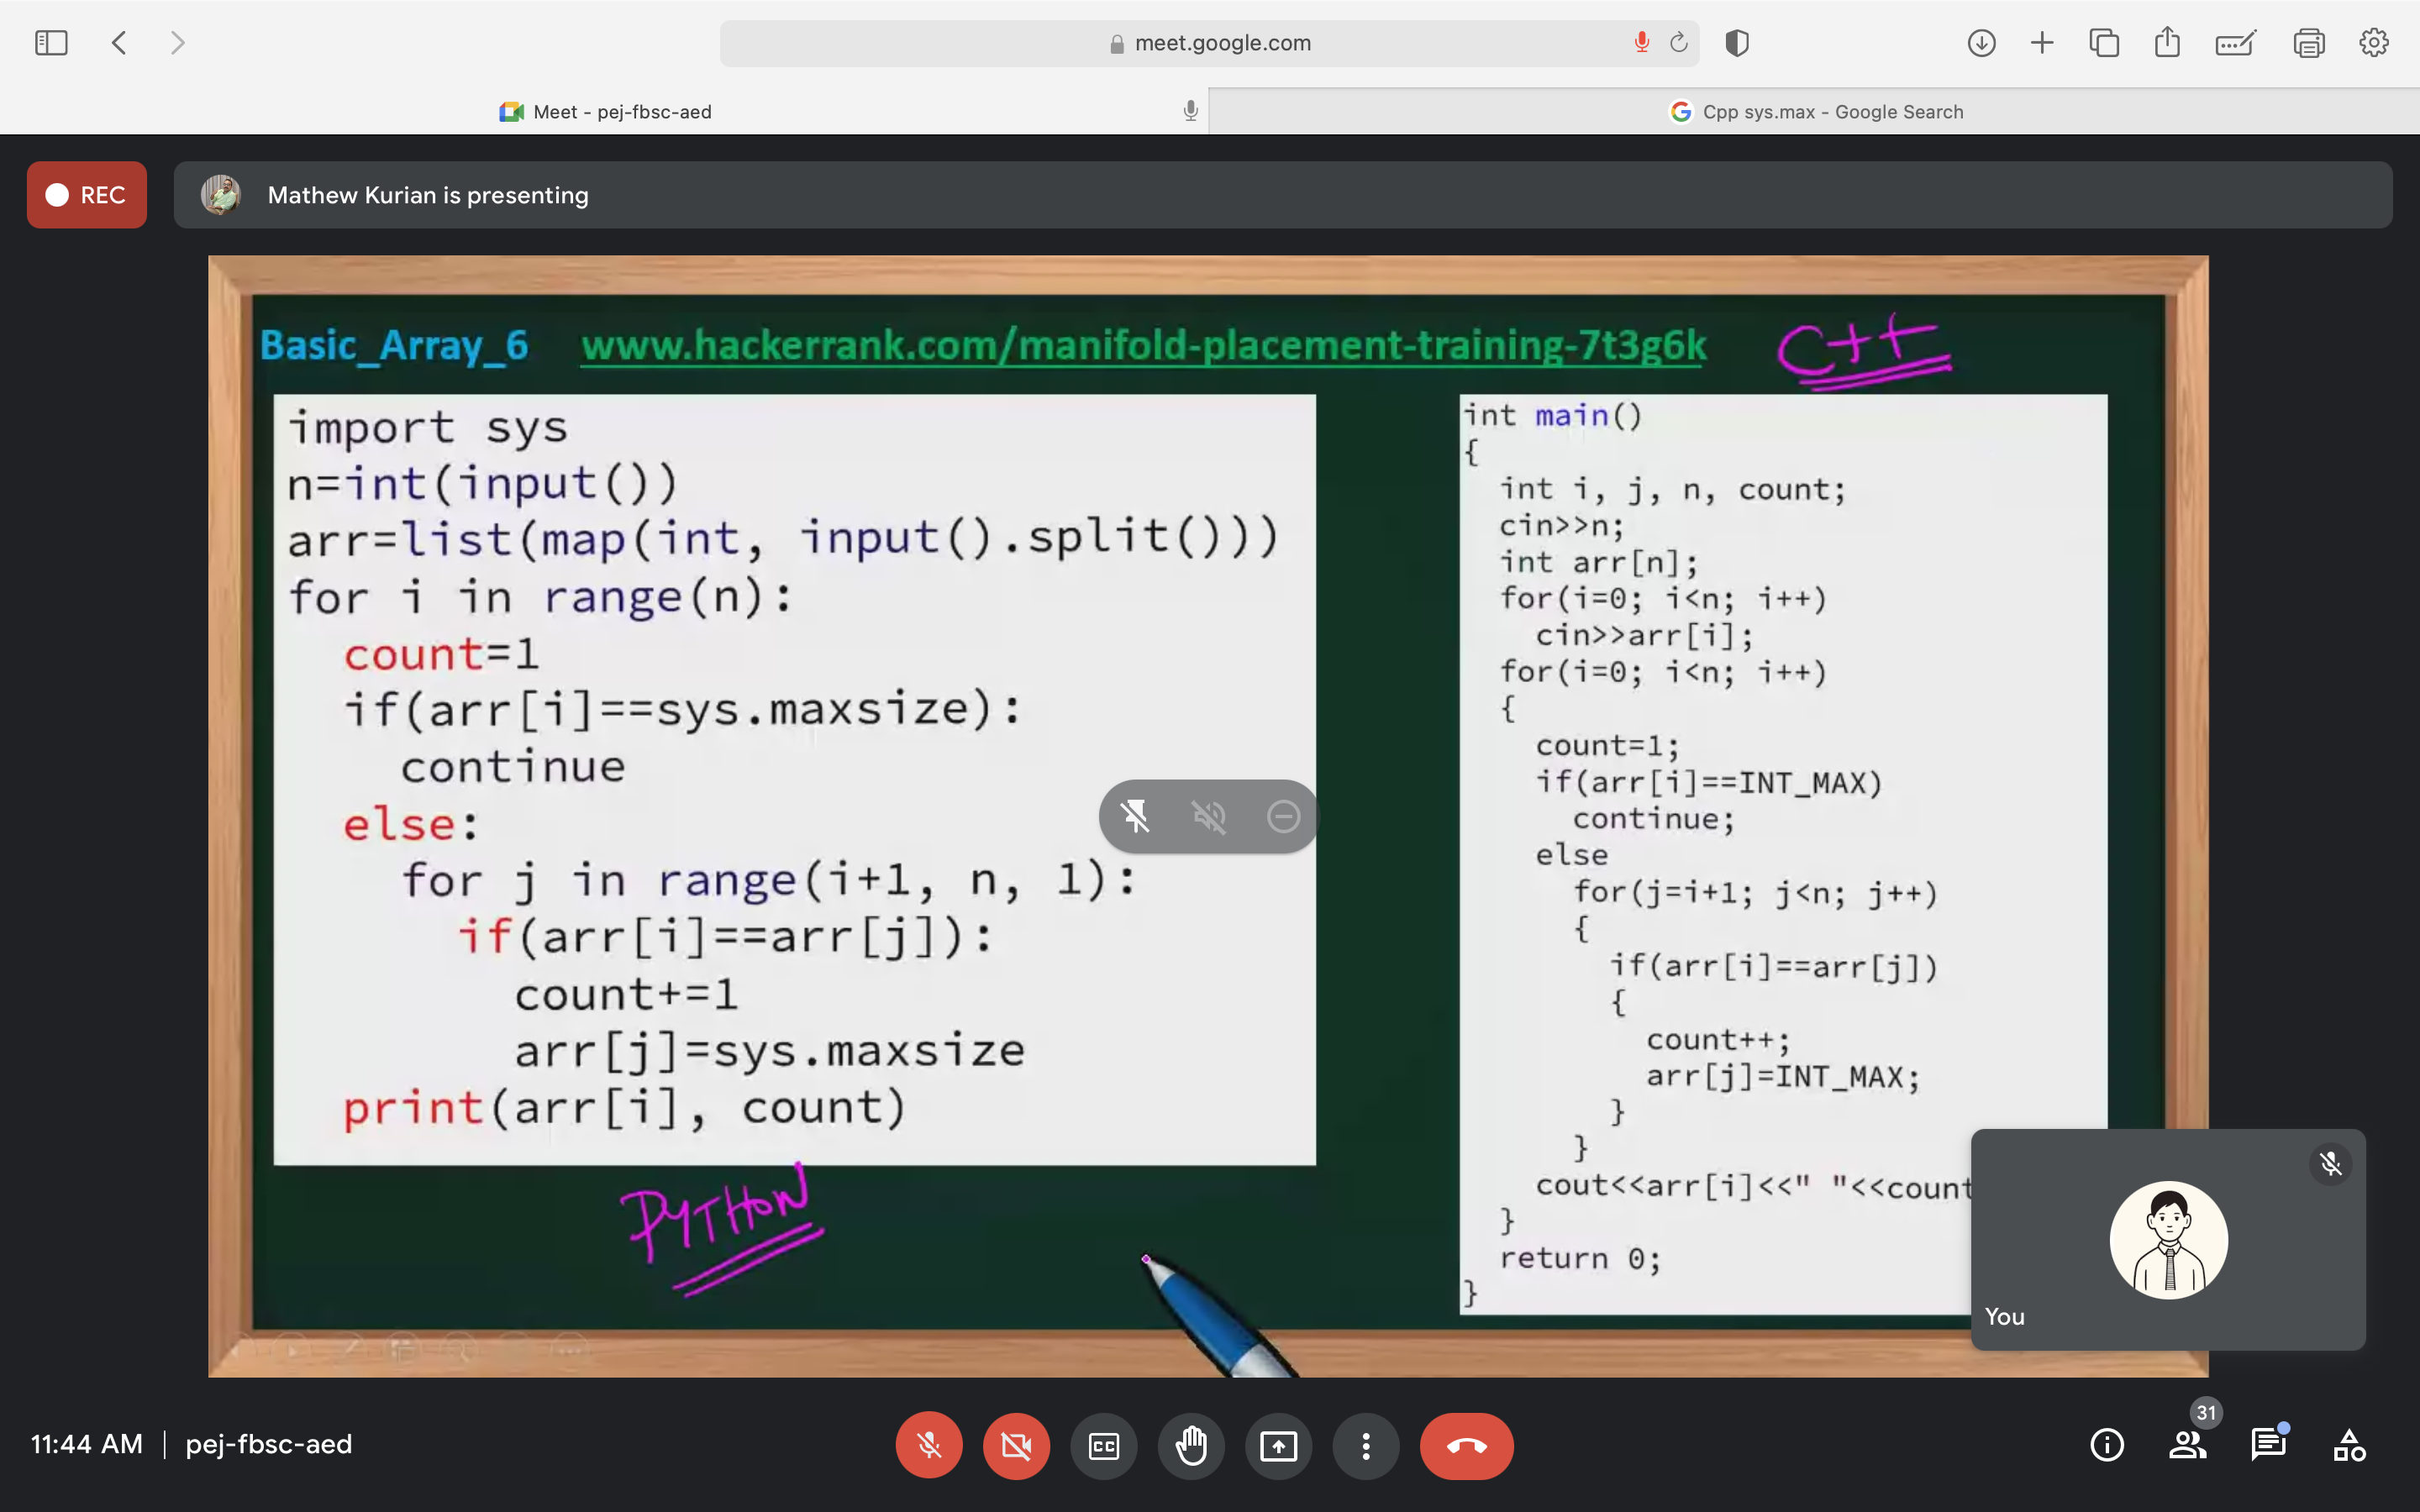 meet.google.com
Meet - pej-fbsc-aed
Cpp sys.max - Google Search
REC
Mathew Kurian is presenting
Basic_Array_6 www.hackerrank.com/manifold-placement-training-7t3g6k C++
import sys
n=int(input())
arr=list(map(int, input().split()))
for i in range(n):
count=1
if(arr[i]==sys.maxsize):
continue
else:
for j in range(i+1, n, 1):
if(arr[i]==arr[j]):
count+=1
arr[j]=sys.maxsize
print(arr[i], count)
PYTHON
int main()
{
int i, j, n, count;
cin>>n;
int arr[n];
for(i=0; i<n; i++)
cin>>arr[i];
for(i=0; i<n; i++)
{
count=1;
if(arr[i]==INT_MAX)
continue;
else
for(j=i+1; j<n; j++)
{
if(arr[i]==arr[j])
{
count++;
arr[j]=INT_MAX;
}
}
cout<<arr[i]<<" "<<count
}
return 0;
}
You
11:44 AM | pej-fbsc-aed
CC
31